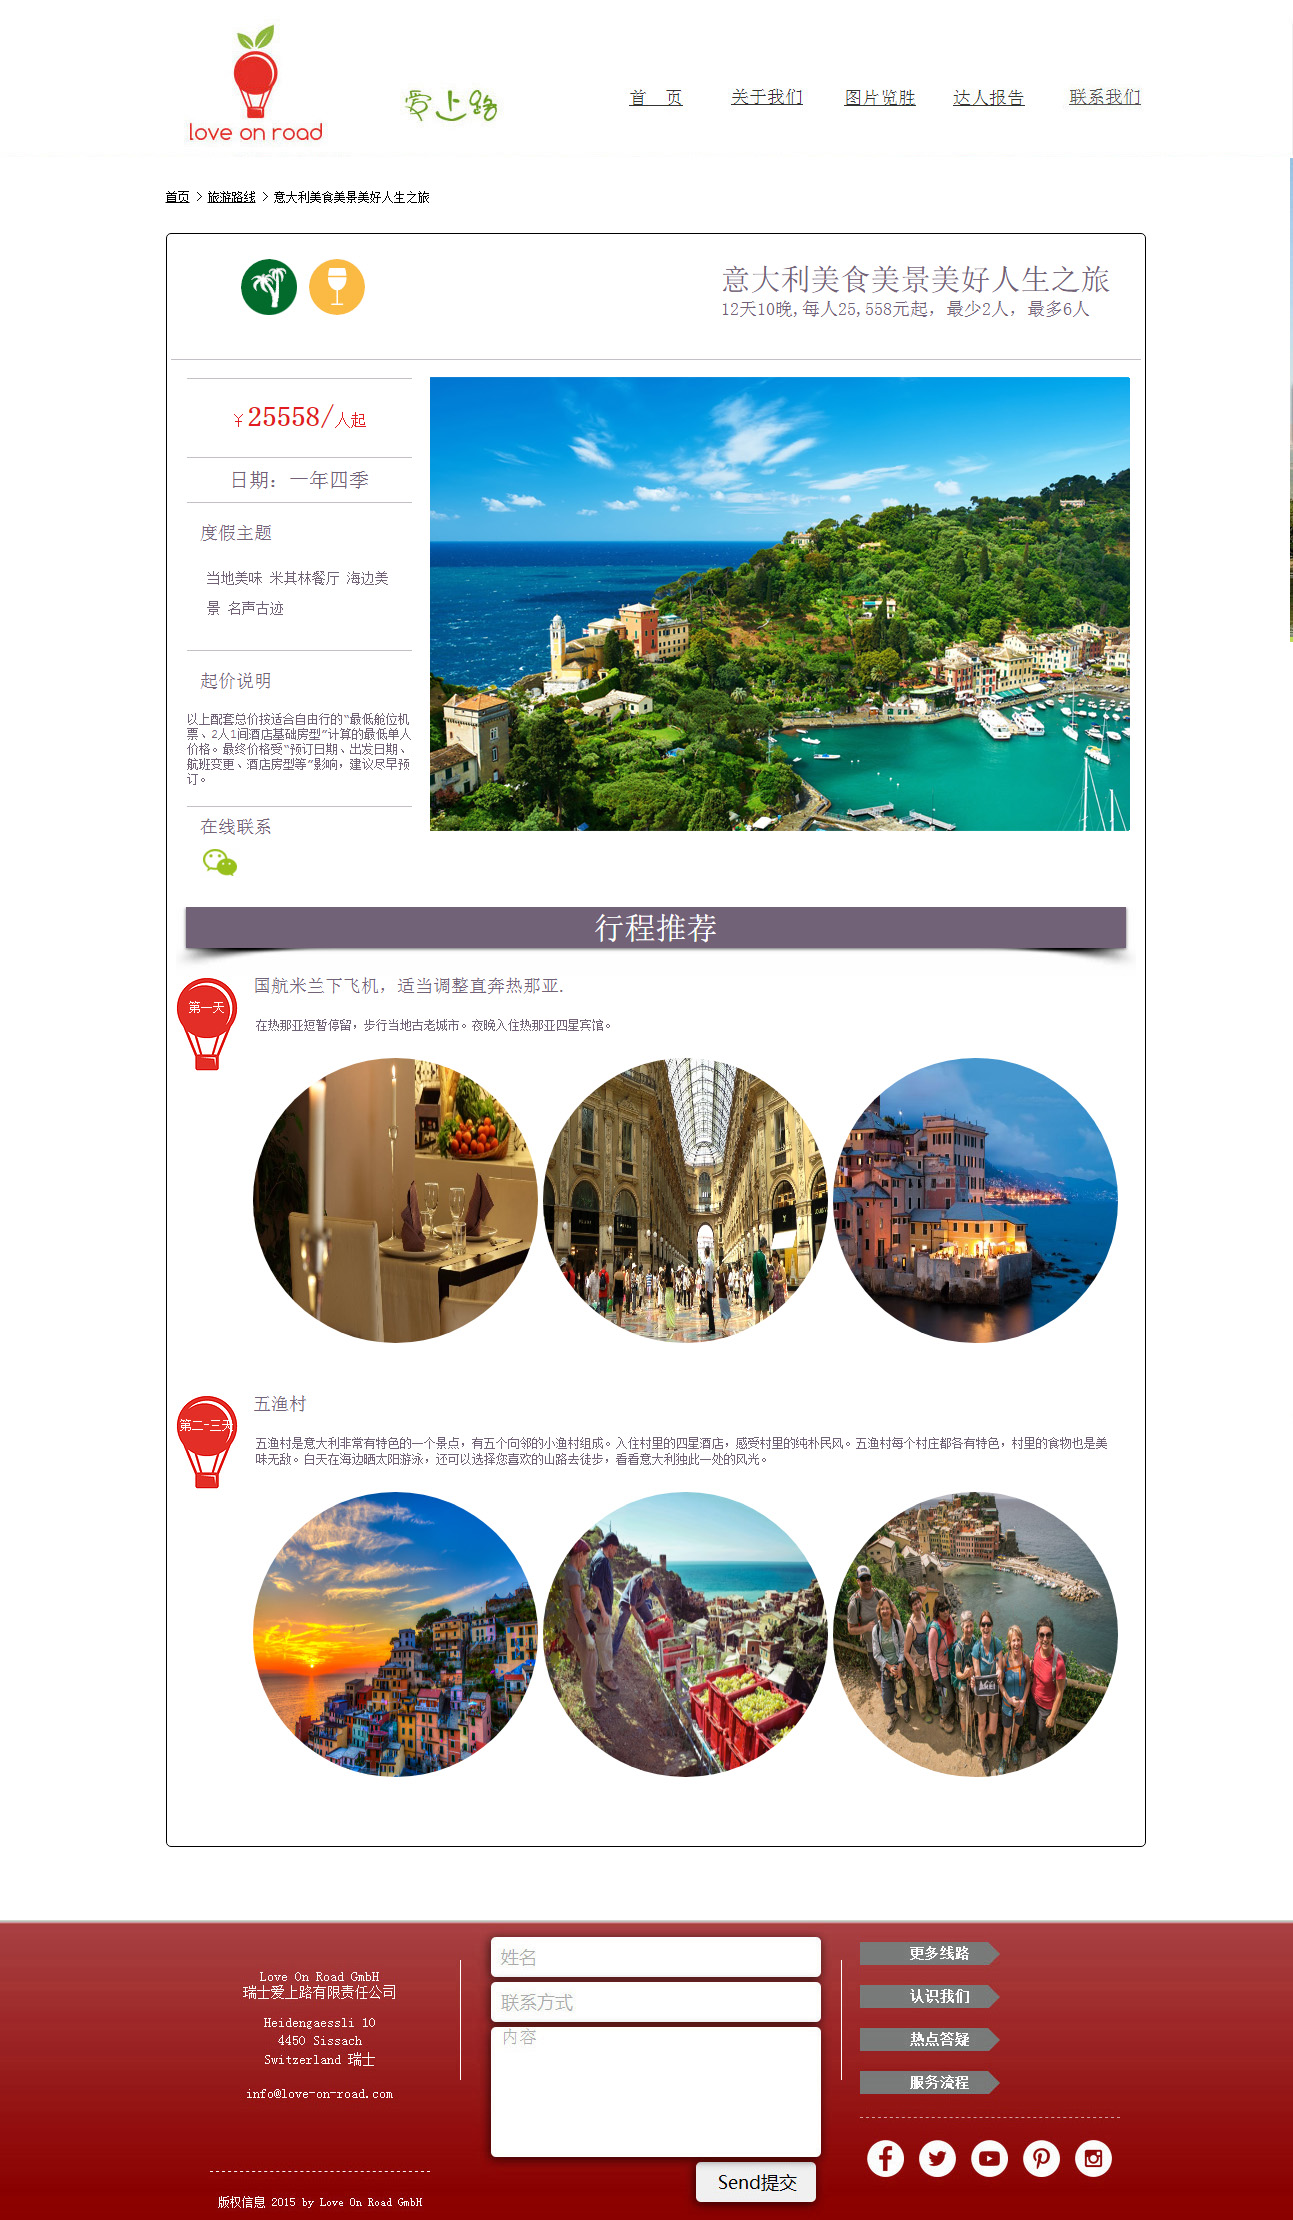 love on road
爱上路
首 页
关于我们
图片览胜
达人报告
联系我们
首页 > 旅游路线 > 意大利美食美景美好人生之旅
意大利美食美景美好人生之旅
12天10晚,每人25,558元起，最少2人，最多6人
￥25558/人起
日期：一年四季
度假主题
当地美味 米其林餐厅 海边美
景 名声古迹
起价说明
以上配套总价按适合自由行的“最低舱位机
票、2人1间酒店基础房型”计算的最低单人
价格。最终价格受“预订日期、出发日期、
航班变更、酒店房型等”影响，建议尽早预
订。
在线联系
行程推荐
第一天
国航米兰下飞机，适当调整直奔热那亚.
在热那亚短暂停留，步行当地古老城市。夜晚入住热那亚四星宾馆。
第二-三天
五渔村
五渔村是意大利非常有特色的一个景点，有五个向邻的小渔村组成。入住村里的四星酒店，感受村里的纯朴民风。五渔村每个村庄都各有特色，村里的食物也是美
味无敌。白天在海边晒太阳游泳，还可以选择您喜欢的山路去徒步，看看意大利独此一处的风光。
Love On Road GmbH
瑞士爱上路有限责任公司
Heidengaessli 10
4450 Sissach
Switzerland 瑞士
info@love-on-road.com
版权信息 2015 by Love On Road GmbH
姓名
联系方式
内容
Send提交
更多线路
认识我们
热点答疑
服务流程